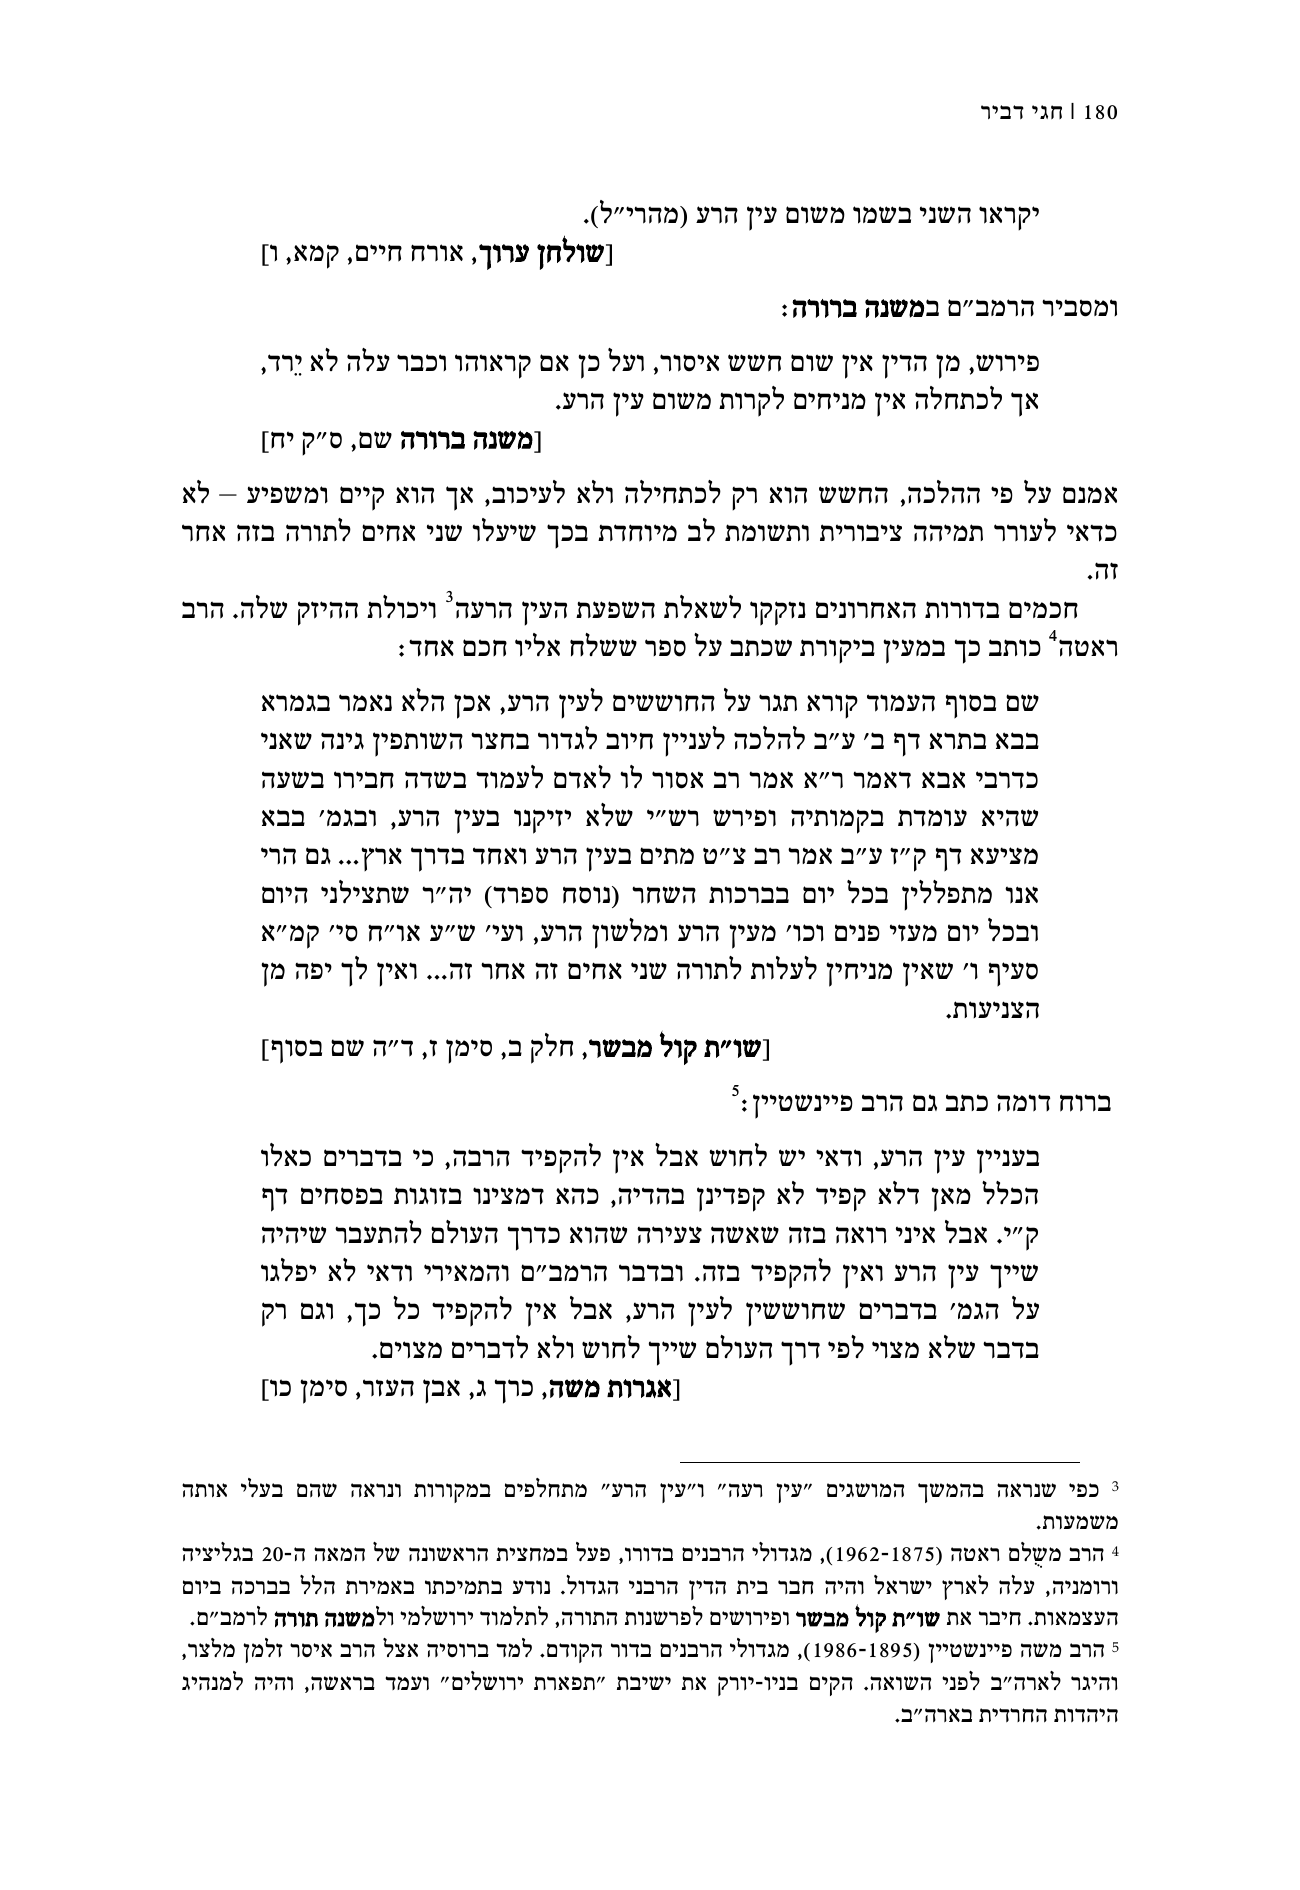 180 | חגי דביר
יקראו השני בשמו משום עין הרע (מהרי״ל).
[שולחן ערוך, אורח חיים, קמא, ו]
ומסביר הרמב״ם במשנה ברורה:
פירוש, מן הדין אין שום חשש איסור, ועל כן אם קראוהו וכבר עלה לא יֵרד,
אך לכתחלה אין מניחים לקרות משום עין הרע.
[משנה ברורה שם, ס״ק יח]
אמנם על פי ההלכה, החשש הוא רק לכתחילה ולא לעיכוב, אך הוא קיים ומשפיע – לא
כדאי לעורר תמיהה ציבורית ותשומת לב מיוחדת בכך שיעלו שני אחים לתורה בזה אחר
זה.
חכמים בדורות האחרונים נזקקו לשאלת השפעת העין הרעה3 ויכולת ההיזק שלה. הרב
ראטה4 כותב כך במעין ביקורת שכתב על ספר ששלח אליו חכם אחד:
שם בסוף העמוד קורא תגר על החוששים לעין הרע, אכן הלא נאמר בגמרא
בבא בתרא דף ב׳ ע״ב להלכה לעניין חיוב לגדור בחצר השותפין גינה שאני
כדרבי אבא דאמר ר״א אמר רב אסור לו לאדם לעמוד בשדה חבירו בשעה
שהיא עומדת בקמותיה ופירש רש״י שלא יזיקנו בעין הרע, ובגמ׳ בבא
מציעא דף ק״ז ע״ב אמר רב צ״ט מתים בעין הרע ואחד בדרך ארץ... גם הרי
אנו מתפללין בכל יום בברכות השחר (נוסח ספרד) יה״ר שתצילני היום
ובכל יום מעזי פנים וכו׳ מעין הרע ומלשון הרע, ועי׳ ש״ע או״ח סי׳ קמ״א
סעיף ו׳ שאין מניחין לעלות לתורה שני אחים זה אחר זה... ואין לך יפה מן
הצניעות.
[שו״ת קול מבשר, חלק ב, סימן ז, ד״ה שם בסוף]
ברוח דומה כתב גם הרב פיינשטיין:5
בעניין עין הרע, ודאי יש לחוש אבל אין להקפיד הרבה, כי בדברים כאלו
הכלל מאן דלא קפיד לא קפדינן בהדיה, כהא דמצינו בזוגות בפסחים דף
ק״י. אבל איני רואה בזה שאשה צעירה שהוא כדרך העולם להתעבר שיהיה
שייך עין הרע ואין להקפיד בזה. ובדבר הרמב״ם והמאירי ודאי לא יפלגו
על הגמ׳ בדברים שחוששין לעין הרע, אבל אין להקפיד כל כך, וגם רק
בדבר שלא מצוי לפי דרך העולם שייך לחוש ולא לדברים מצוים.
[אגרות משה, כרך ג, אבן העזר, סימן כו]
3 כפי שנראה בהמשך המושגים ״עין רעה״ ו״עין הרע״ מתחלפים במקורות ונראה שהם בעלי אותה
משמעות.
4 הרב משֻלם ראטה (1962-1875), מגדולי הרבנים בדורו, פעל במחצית הראשונה של המאה ה-20 בגליציה
ורומניה, עלה לארץ ישראל והיה חבר בית הדין הרבני הגדול. נודע בתמיכתו באמירת הלל בברכה ביום
העצמאות. חיבר את שו״ת קול מבשר ופירושים לפרשנות התורה, לתלמוד ירושלמי ולמשנה תורה לרמב״ם.
5 הרב משה פיינשטיין (1986-1895), מגדולי הרבנים בדור הקודם. למד ברוסיה אצל הרב איסר זלמן מלצר,
והיגר לארה״ב לפני השואה. הקים בניו-יורק את ישיבת ״תפארת ירושלים״ ועמד בראשה, והיה למנהיג
היהדות החרדית בארה״ב.